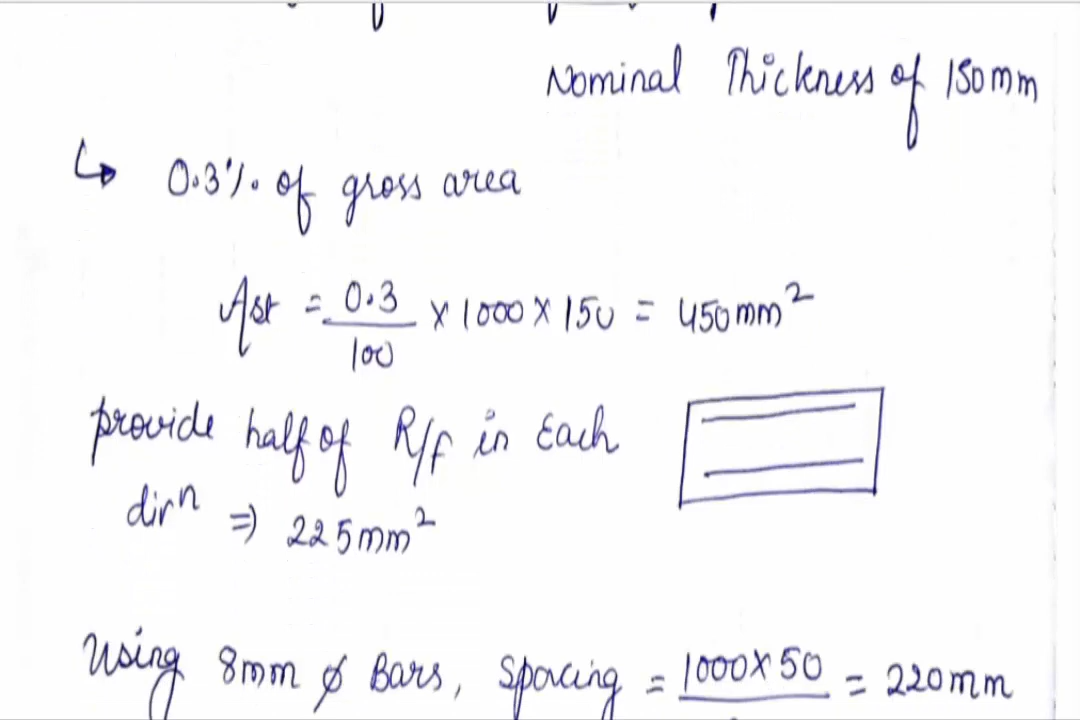 Nominal Thickness of 150mm
↳ 0.3% of gross area
Ast = 0.3/100 × 1000 × 150 = 450mm²
provide half of R/f in Each
dirⁿ ⇒ 225mm²
Using 8mm ϕ Bars, Spacing = 1000×50 = 220mm